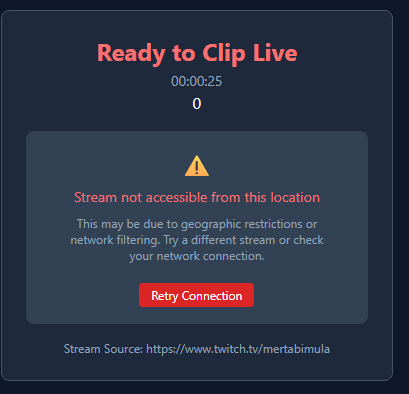 Ready to Clip Live
00:00:25
0
Stream not accessible from this location
This may be due to geographic restrictions or
network filtering. Try a different stream or check
your network connection.
Retry Connection
Stream Source: https://www.twitch.tv/mertabimula